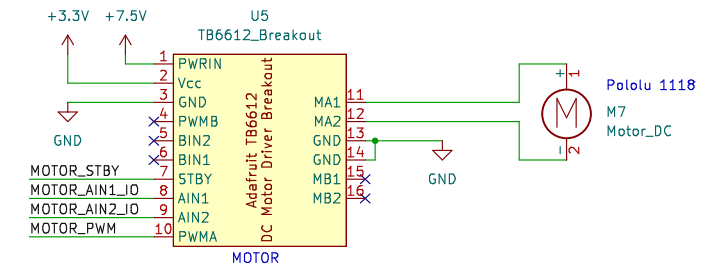 +3.3V +7.5V
U5
TB6612_Breakout
1 PWRIN
2 Vcc
3 GND
4 PWMB
5 BIN2
6 BIN1
7 STBY
8 AIN1
9 AIN2
10 PWMA
GND
MOTOR_STBY
MOTOR_AIN1_IO
MOTOR_AIN2_IO
MOTOR_PWM
Adafruit TB6612
DC Motor Driver Breakout
MA1 11
MA2 12
GND 13
GND 14
MB1 15
MB2 16
GND
MOTOR
+ 1
M
- 2
Pololu 1118
M7
Motor_DC